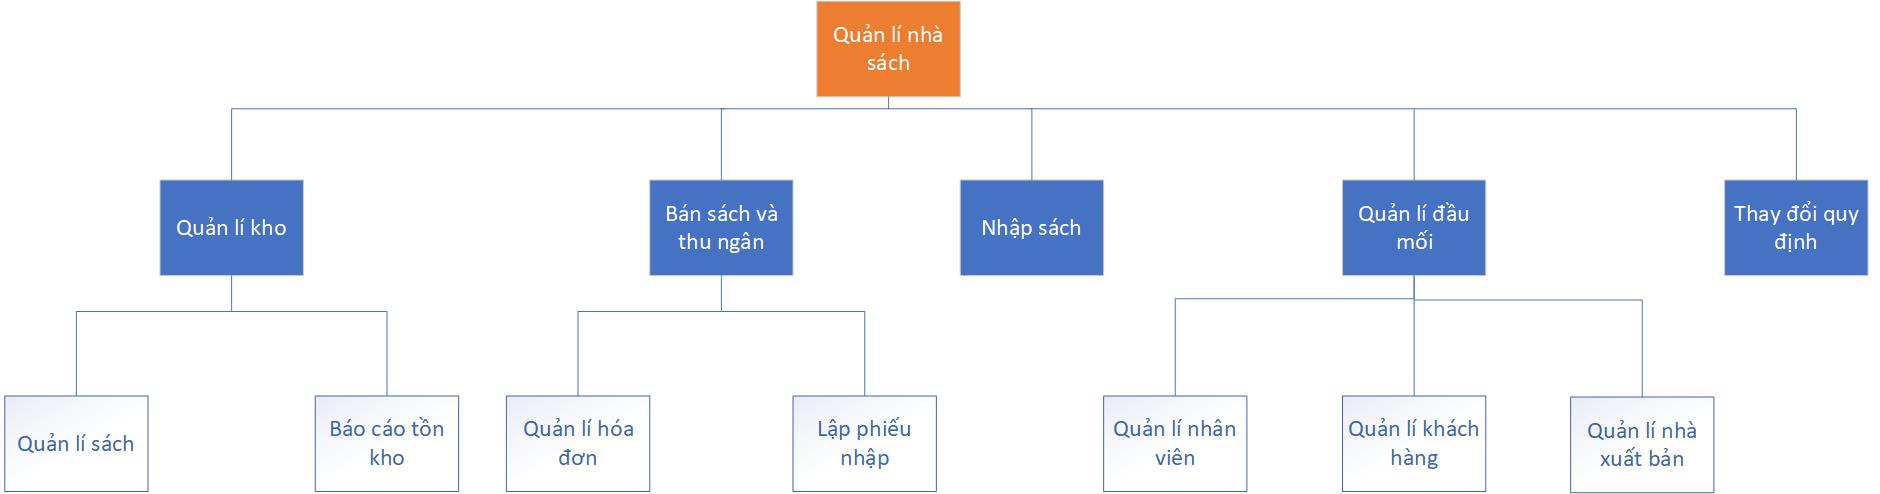 Quản lí nhà
sách
Quản lí kho
Bán sách và
thu ngân
Nhập sách
Quản lí đầu
mối
Thay đổi quy
định
Quản lí sách
Báo cáo tồn
kho
Quản lí hóa
đơn
Lập phiếu
nhập
Quản lí nhân
viên
Quản lí khách
hàng
Quản lí nhà
xuất bản